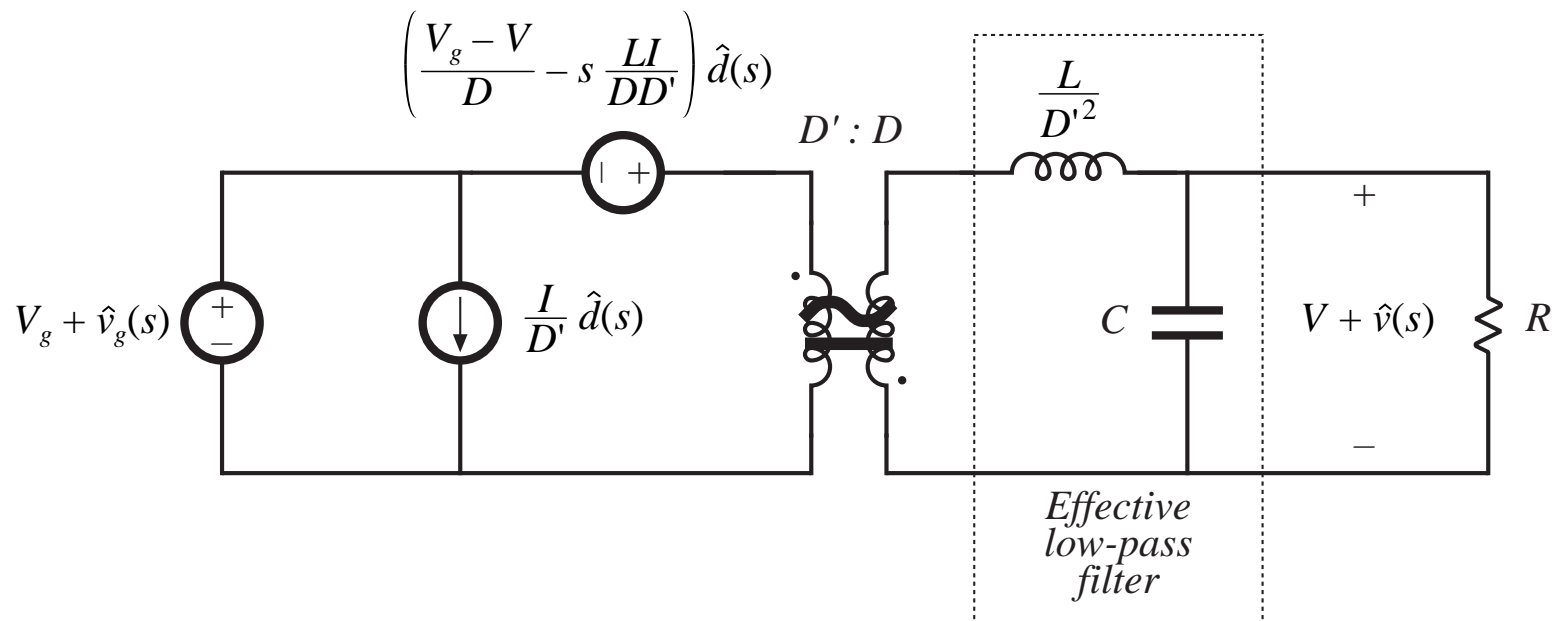 ( (V_g − V)/D − s LI/(DD') ) d̂(s)
D' : D
L/D'²
V_g + v̂_g(s)
+
−
I/D' d̂(s)
C
+
V + v̂(s)
−
R
− +
Effective
low-pass
filter